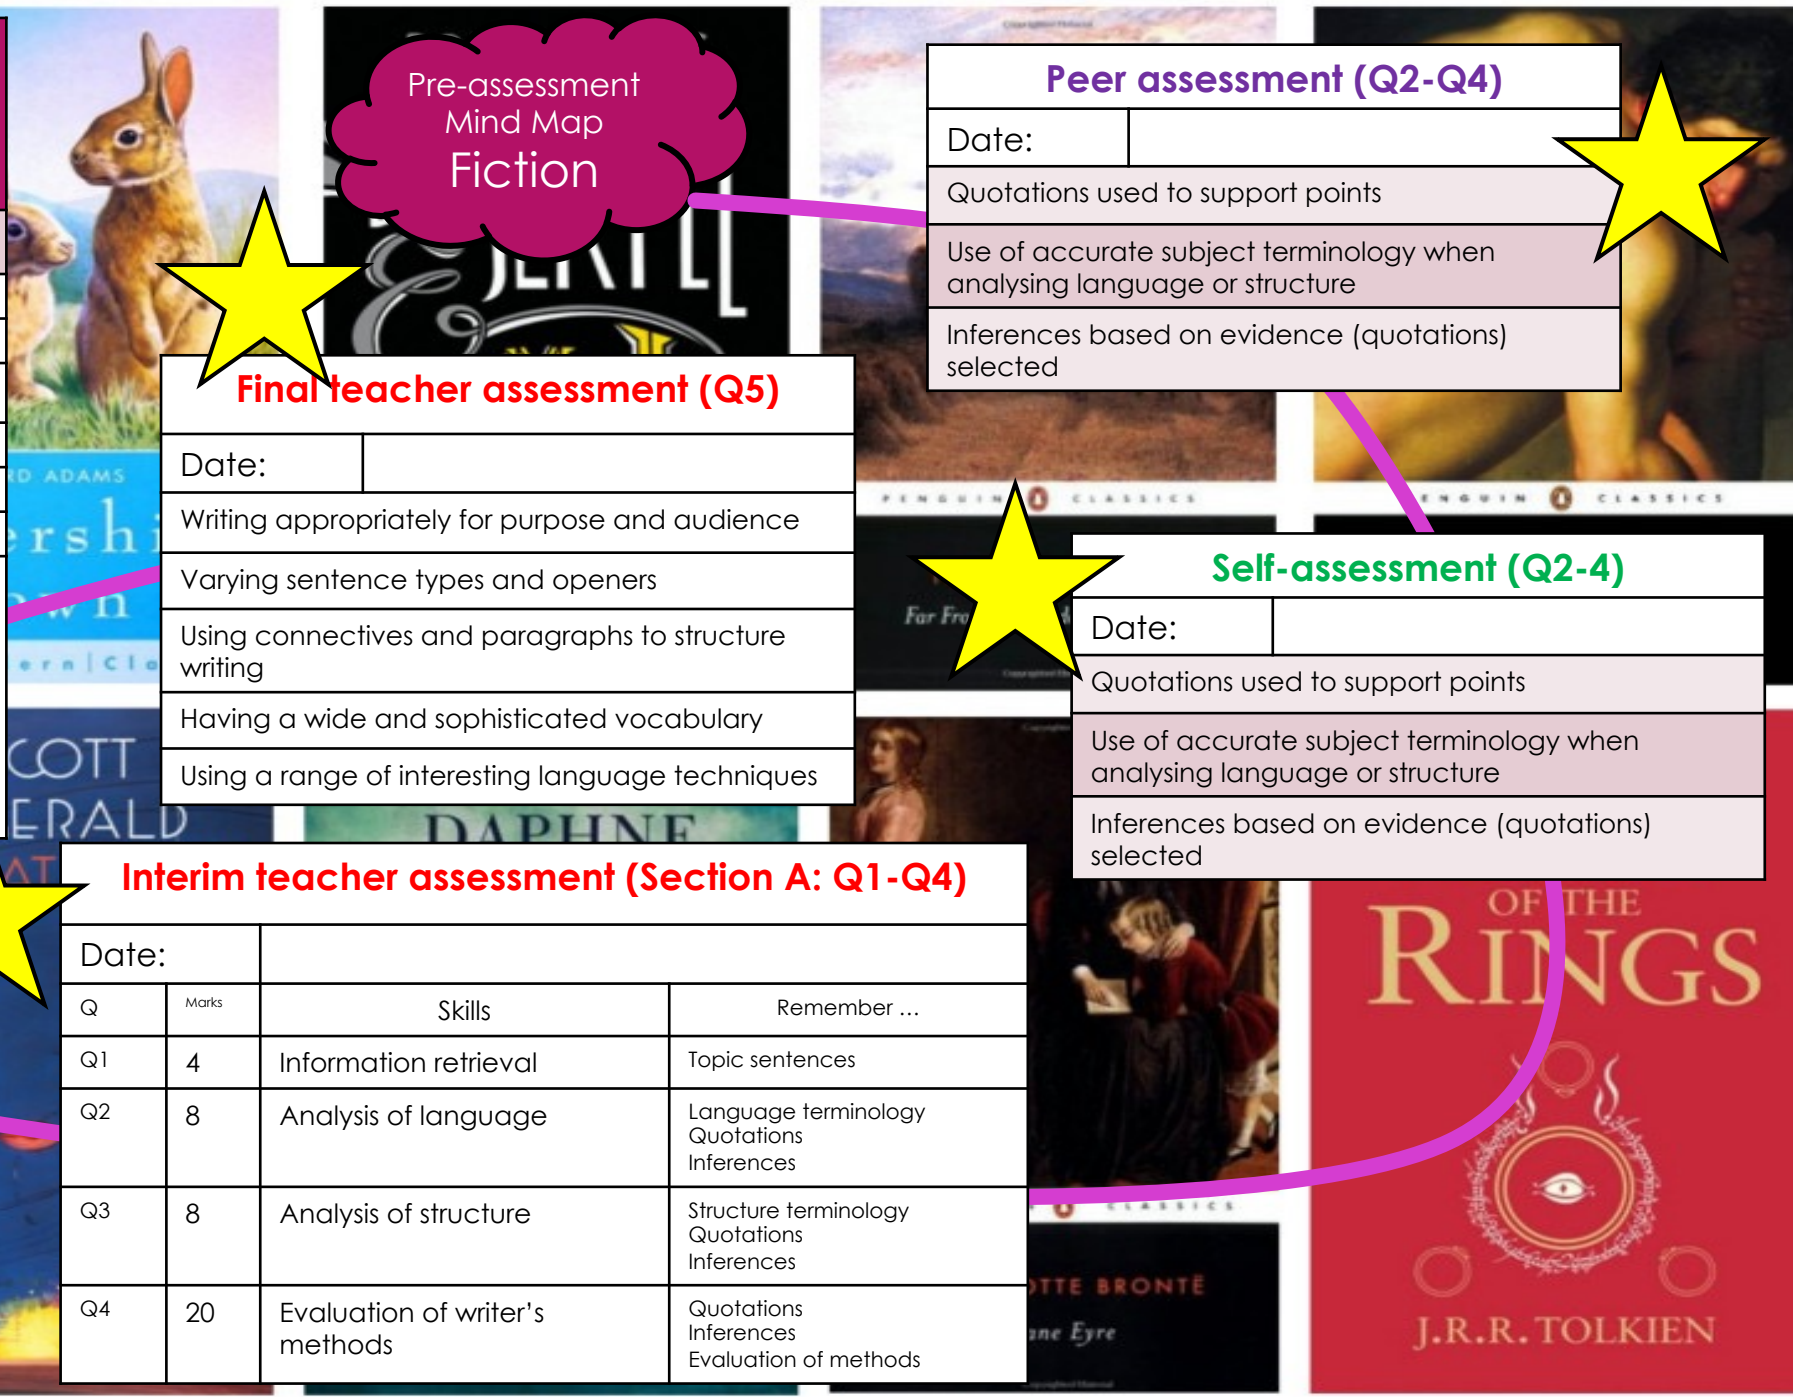 Pre-assessment
Mind Map
Fiction
Peer assessment (Q2-Q4)
Date:
Quotations used to support points
Use of accurate subject terminology when
analysing language or structure
Inferences based on evidence (quotations)
selected
Final teacher assessment (Q5)
Date:
Writing appropriately for purpose and audience
Varying sentence types and openers
Using connectives and paragraphs to structure
writing
Having a wide and sophisticated vocabulary
Using a range of interesting language techniques
Self-assessment (Q2-4)
Date:
Quotations used to support points
Use of accurate subject terminology when
analysing language or structure
Inferences based on evidence (quotations)
selected
Interim teacher assessment (Section A: Q1-Q4)
Date:
Q Marks Skills Remember …
Q1 4 Information retrieval Topic sentences
Q2 8 Analysis of language Language terminology
Quotations
Inferences
Q3 8 Analysis of structure Structure terminology
Quotations
Inferences
Q4 20 Evaluation of writer's
methods
Quotations
Inferences
Evaluation of methods
ADAMS
PENGUIN CLASSICS
CLASSICS
Far
DAPHNE
OF THE
RINGS
J.R.R. TOLKIEN
CLASSICS
BRONTË
Eyre